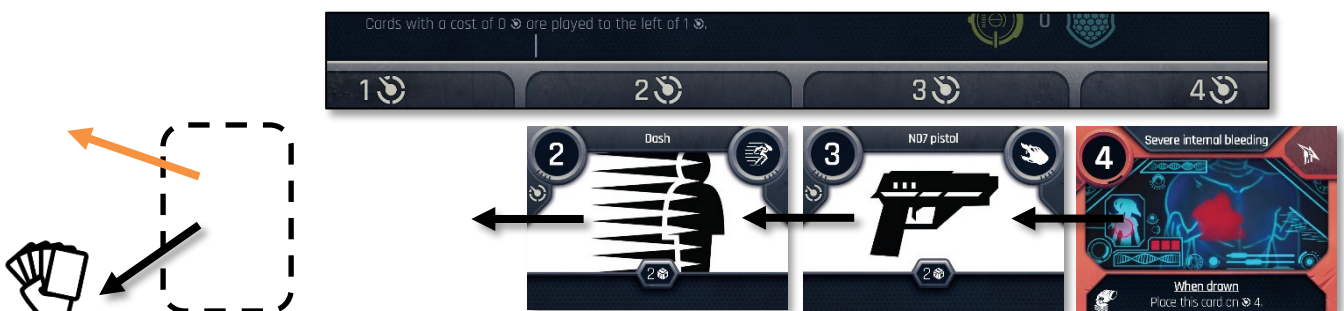 Cards with a cost of 0 are played to the left of 1 .
0
1
2
3
4
2
Dash
2
3
N07 pistol
2
4
Severe internal bleeding
When drawn
Place this card on 4.